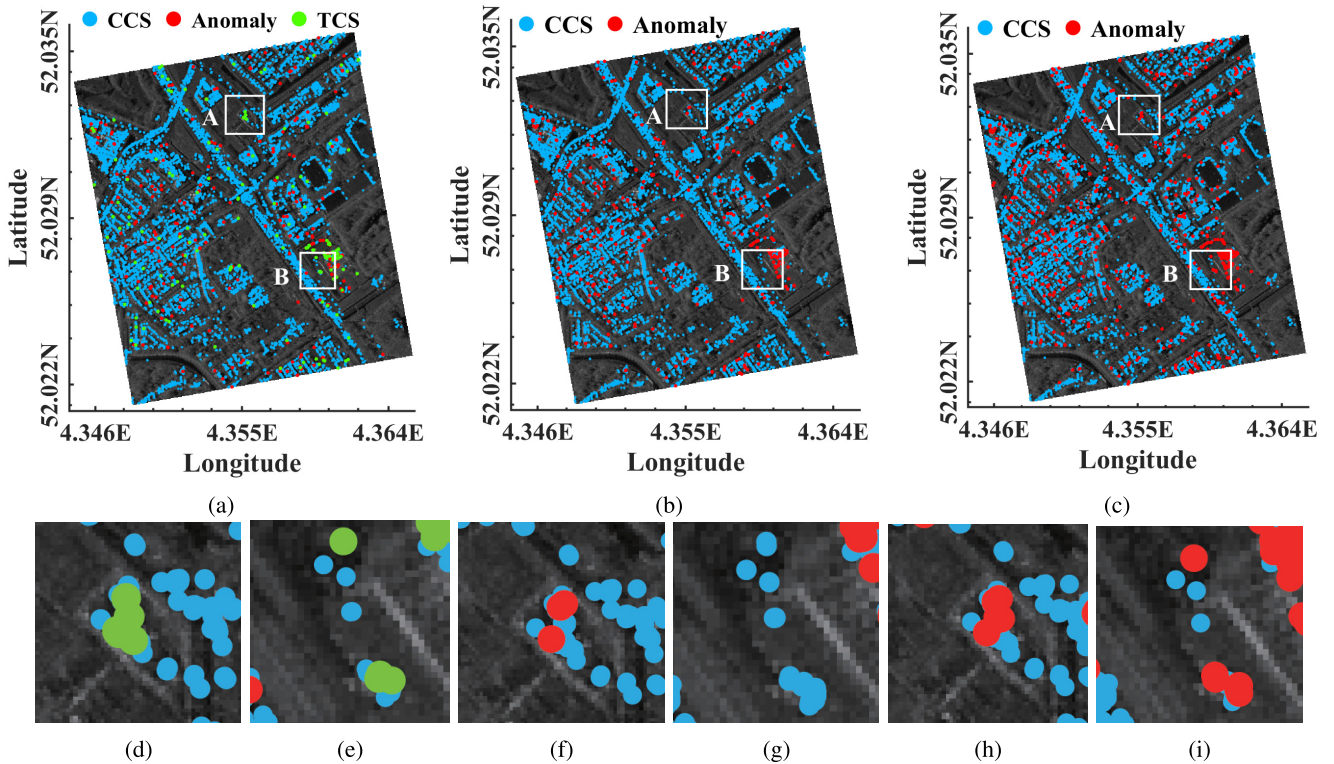 CCS Anomaly TCS
52.035N
52.029N
52.022N
Latitude
A
B
4.346E 4.355E 4.364E
Longitude
(a)
CCS Anomaly
52.035N
52.029N
52.022N
Latitude
A
B
4.346E 4.355E 4.364E
Longitude
(b)
CCS Anomaly
52.035N
52.029N
52.022N
Latitude
A
B
4.346E 4.355E 4.364E
Longitude
(c)
(d) (e) (f) (g) (h) (i)